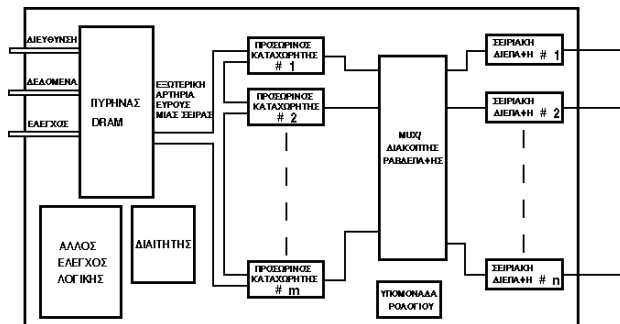 ΔΙΕΥΘΥΝΣΗ
ΔΕΔΟΜΕΝΑ
ΕΛΕΓΧΟΣ
ΠΥΡΗΝΑΣ
DRAM
ΕΞΩΤΕΡΙΚΗ
ΑΡΤΗΡΙΑ
ΕΥΡΟΥΣ
ΜΙΑΣ ΣΕΙΡΑΣ
ΠΡΟΣΩΡΙΝΟΣ
ΚΑΤΑΧΩΡΗΤΗΣ
# 1
ΠΡΟΣΩΡΙΝΟΣ
ΚΑΤΑΧΩΡΗΤΗΣ
# 2
ΠΡΟΣΩΡΙΝΟΣ
ΚΑΤΑΧΩΡΗΤΗΣ
# m
MUX/
ΔΙΑΚΟΠΤΗΣ
ΡΑΒΔΕΠΑΦΗΣ
ΣΕΙΡΙΑΚΗ
ΔΙΕΠΑΦΗ # 1
ΣΕΙΡΙΑΚΗ
ΔΙΕΠΑΦΗ # 2
ΣΕΙΡΙΑΚΗ
ΔΙΕΠΑΦΗ # n
ΑΛΛΟΣ
ΕΛΕΓΧΟΣ
ΛΟΓΙΚΗΣ
ΔΙΑΙΤΗΤΗΣ
ΥΠΟΜΟΝΑΔΑ
ΡΟΛΟΓΙΟΥ